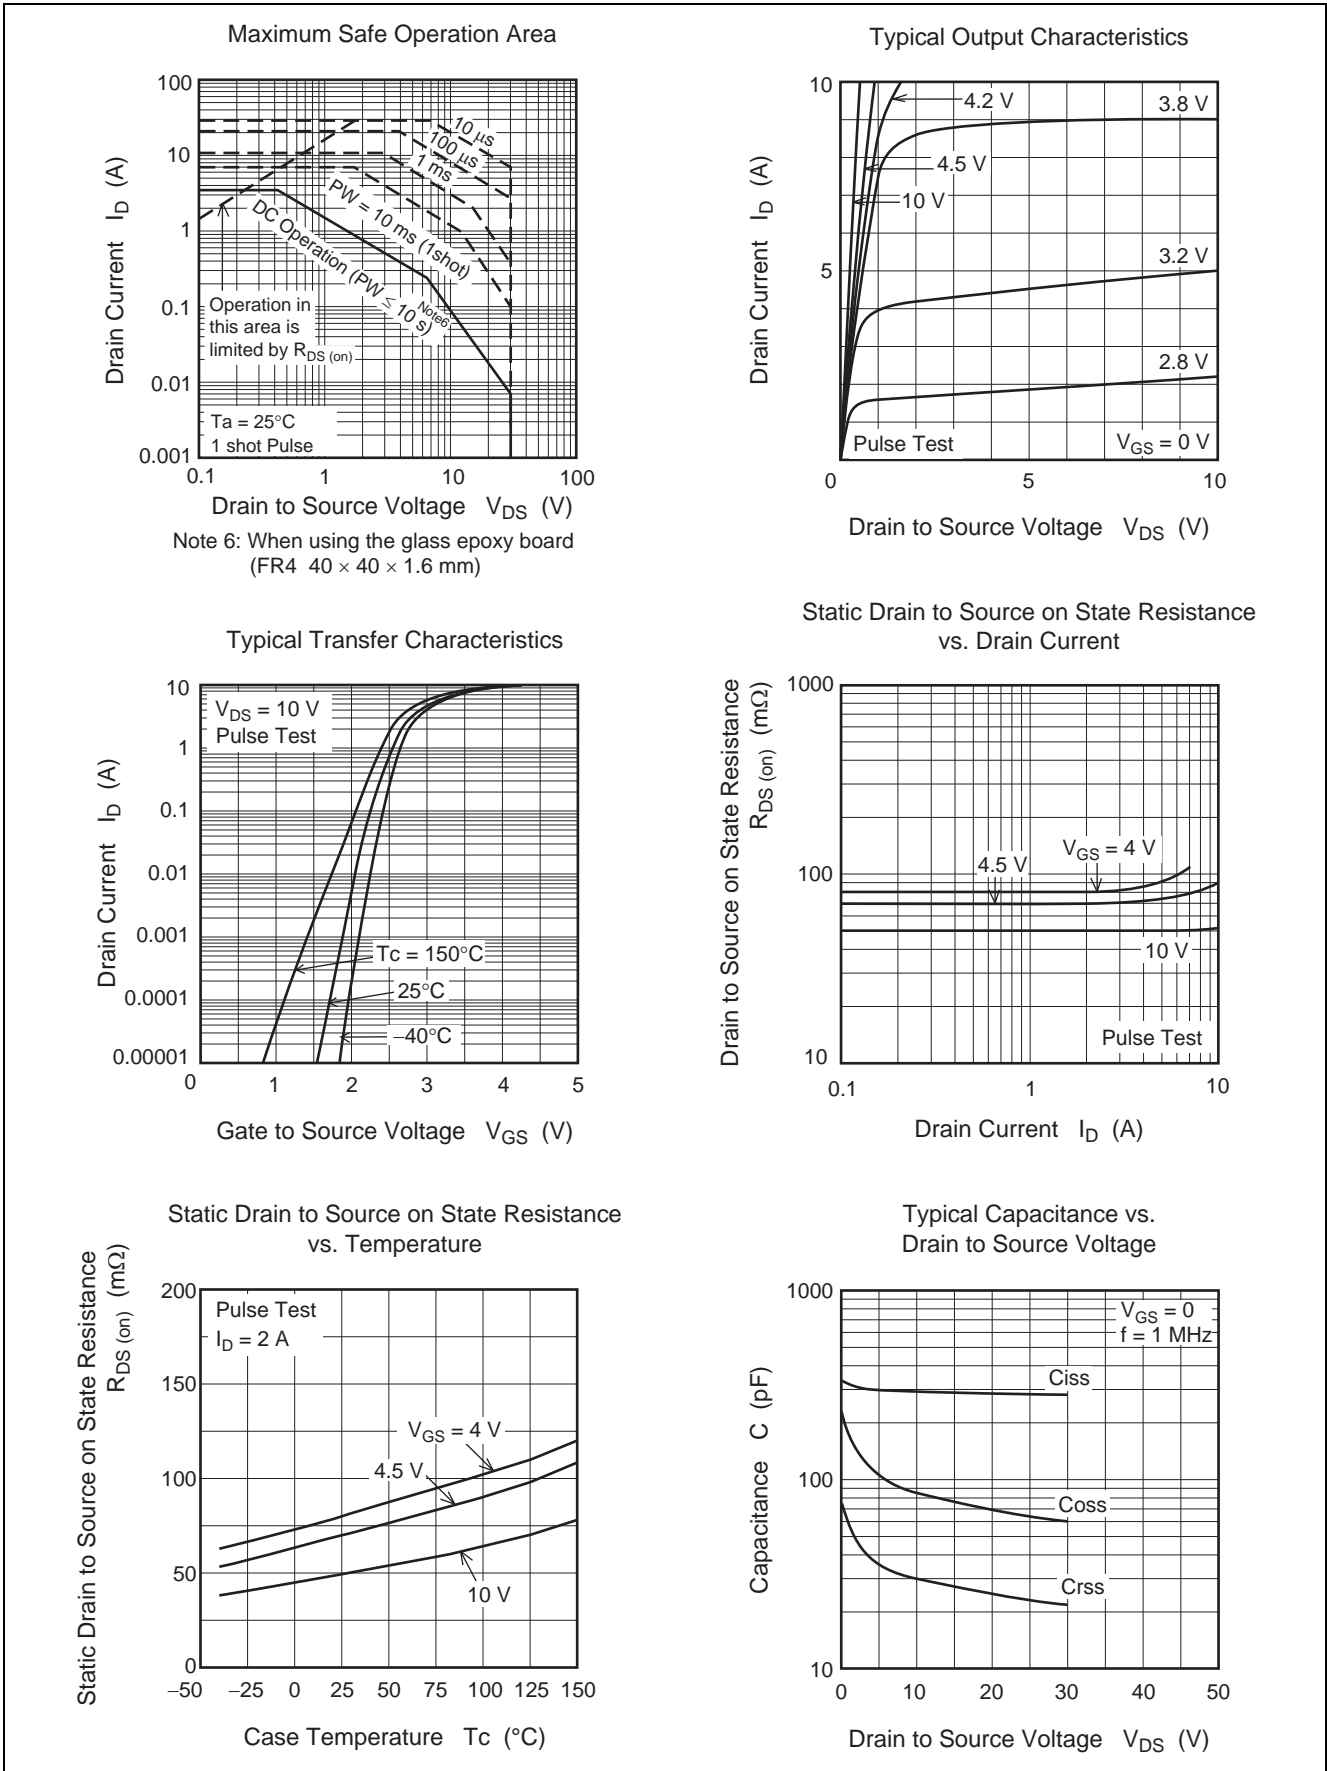 Maximum Safe Operation Area
100
10
1
0.1
0.01
0.001
Drain Current I_D (A)
10 μs
100 μs
1 ms
PW = 10 ms (1shot)
DC Operation (PW ≤ 10 s) Note6
Operation in
this area is
limited by R_DS (on)
Ta = 25°C
1 shot Pulse
0.1 1 10 100
Drain to Source Voltage V_DS (V)
Note 6: When using the glass epoxy board
(FR4 40 × 40 × 1.6 mm)
Typical Output Characteristics
10
5
0
Drain Current I_D (A)
4.2 V
3.8 V
4.5 V
10 V
3.2 V
2.8 V
Pulse Test
V_GS = 0 V
5 10
Drain to Source Voltage V_DS (V)
Typical Transfer Characteristics
10
1
0.1
0.01
0.001
0.0001
0.00001
Drain Current I_D (A)
V_DS = 10 V
Pulse Test
Tc = 150°C
25°C
–40°C
0 1 2 3 4 5
Gate to Source Voltage V_GS (V)
Static Drain to Source on State Resistance
vs. Drain Current
1000
100
10
Drain to Source on State Resistance
R_DS (on) (mΩ)
V_GS = 4 V
4.5 V
10 V
Pulse Test
0.1 1 10
Drain Current I_D (A)
Static Drain to Source on State Resistance
vs. Temperature
200
150
100
50
0
Static Drain to Source on State Resistance
R_DS (on) (mΩ)
Pulse Test
I_D = 2 A
V_GS = 4 V
4.5 V
10 V
–50 –25 0 25 50 75 100 125 150
Case Temperature Tc (°C)
Typical Capacitance vs.
Drain to Source Voltage
1000
100
10
Capacitance C (pF)
V_GS = 0
f = 1 MHz
Ciss
Coss
Crss
0 10 20 30 40 50
Drain to Source Voltage V_DS (V)